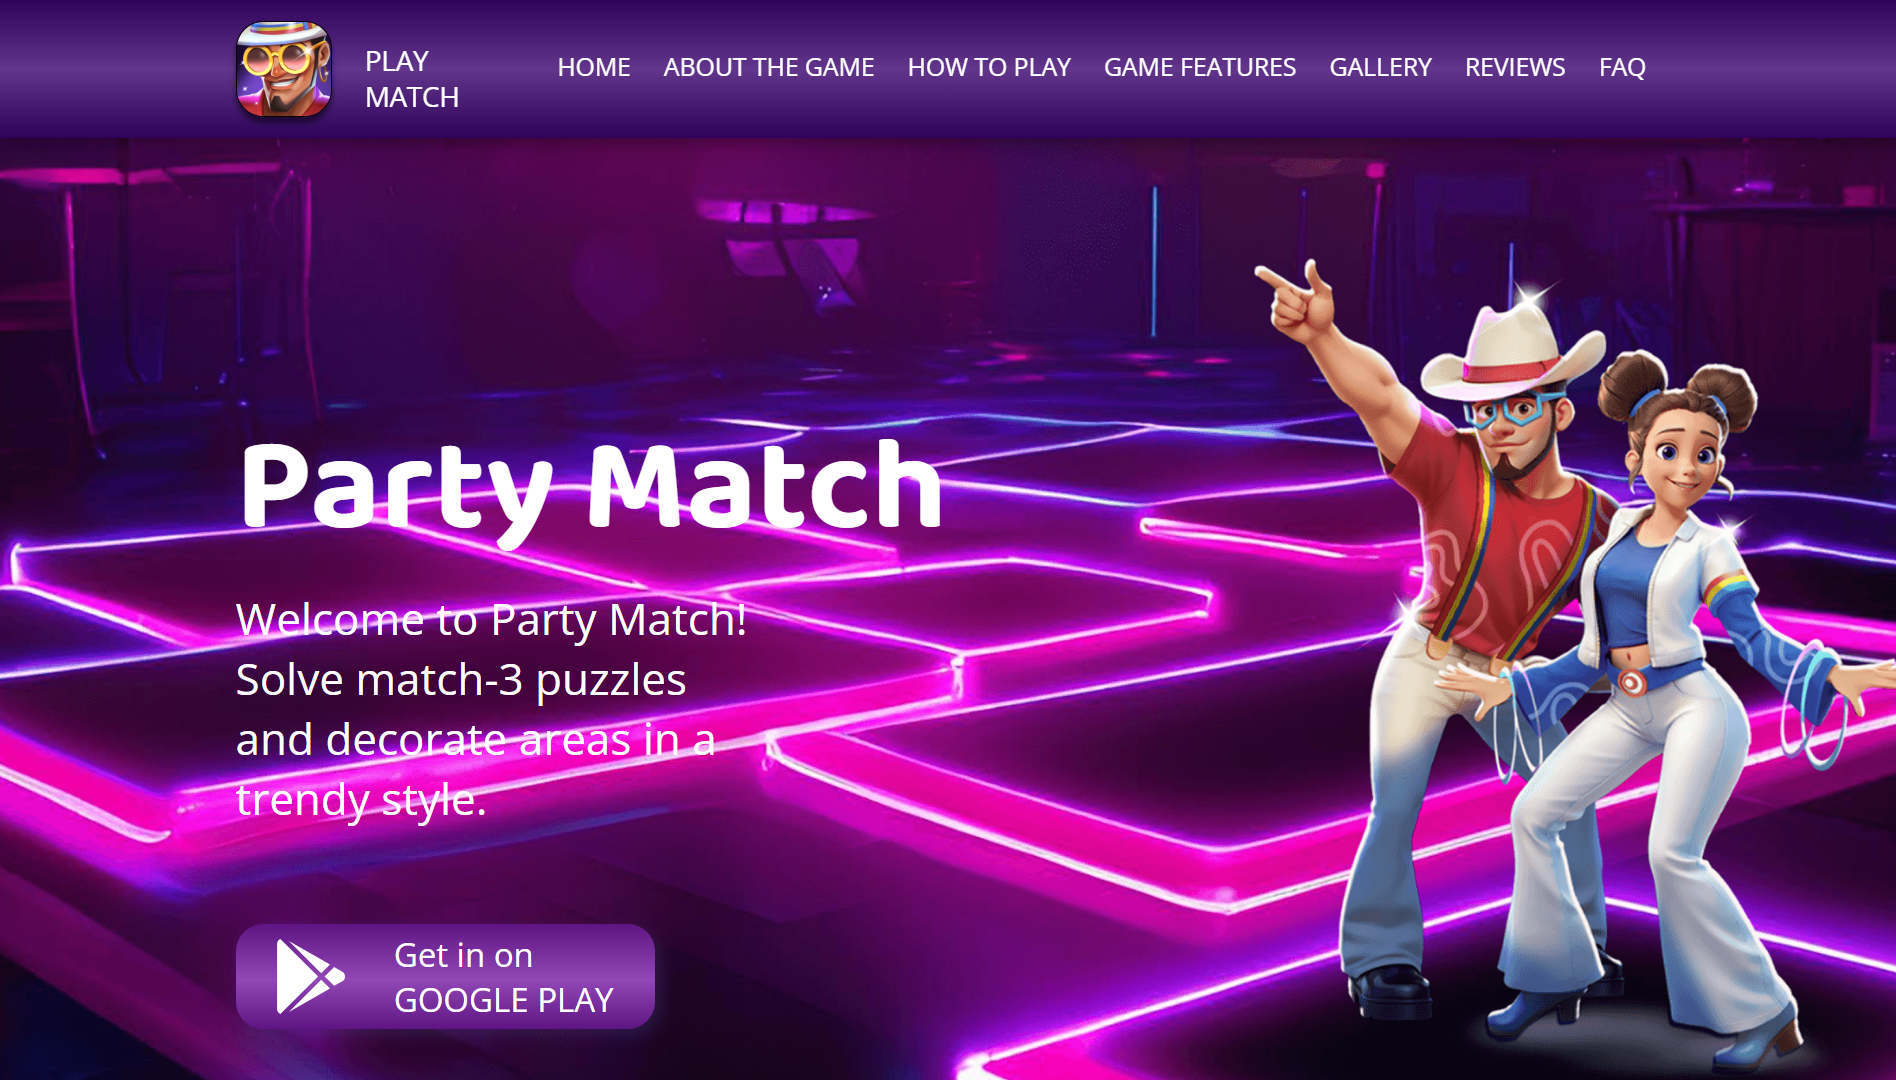 PLAY
MATCH
HOME
ABOUT THE GAME
HOW TO PLAY
GAME FEATURES
GALLERY
REVIEWS
FAQ
Party Match
Welcome to Party Match!
Solve match-3 puzzles
and decorate areas in a
trendy style.
Get in on
GOOGLE PLAY